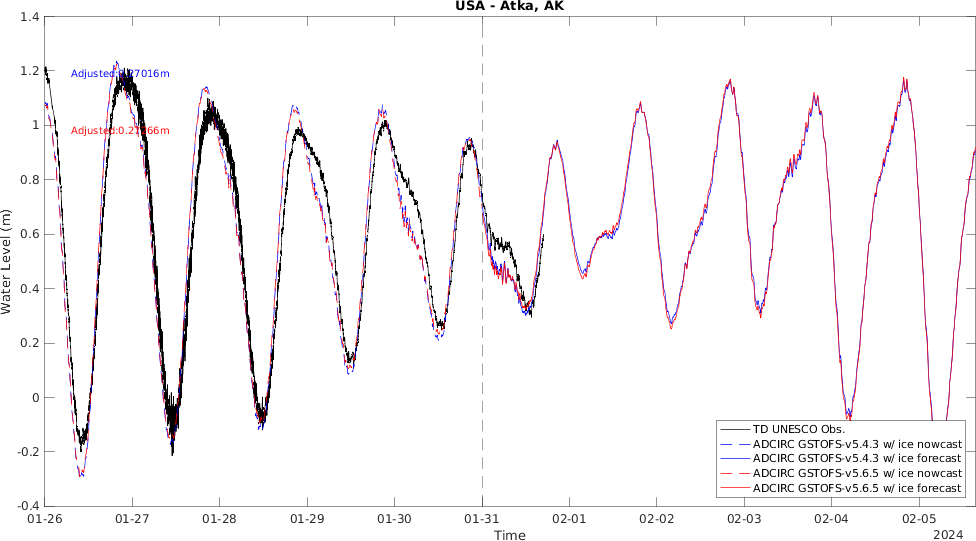 USA - Atka, AK
1.4
1.2
1
0.8
0.6
0.4
0.2
0
-0.2
-0.4
Water Level (m)
Adjusted:0.27016m
Adjusted:0.27366m
TD UNESCO Obs.
ADCIRC GSTOFS-v5.4.3 w/ ice nowcast
ADCIRC GSTOFS-v5.4.3 w/ ice forecast
ADCIRC GSTOFS-v5.6.5 w/ ice nowcast
ADCIRC GSTOFS-v5.6.5 w/ ice forecast
01-26 01-27 01-28 01-29 01-30 01-31 02-01 02-02 02-03 02-04 02-05
Time
2024